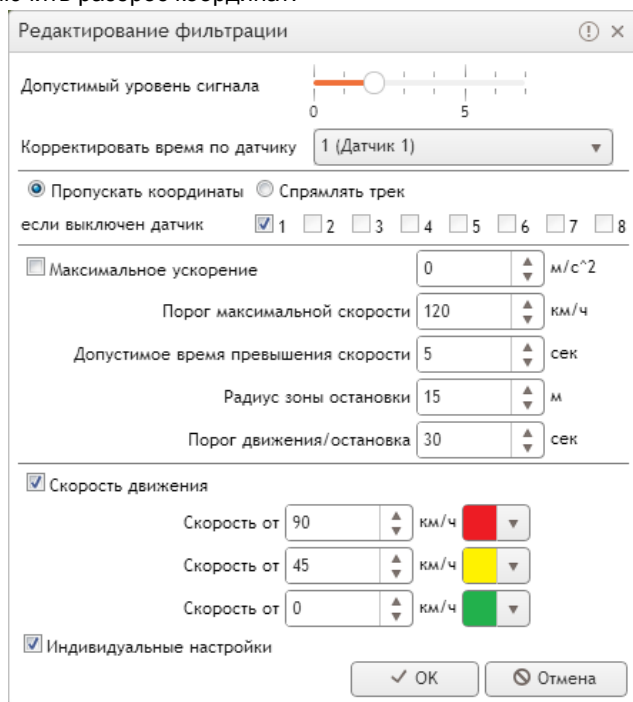 Редактирование фильтрации
Допустимый уровень сигнала
0 5
Корректировать время по датчику 1 (Датчик 1)
Пропускать координаты Спрямлять трек
если выключен датчик 1 2 3 4 5 6 7 8
Максимальное ускорение 0 м/с^2
Порог максимальной скорости 120 км/ч
Допустимое время превышения скорости 5 сек
Радиус зоны остановки 15 м
Порог движения/остановка 30 сек
Скорость движения
Скорость от 90 км/ч
Скорость от 45 км/ч
Скорость от 0 км/ч
Индивидуальные настройки
OK Отмена